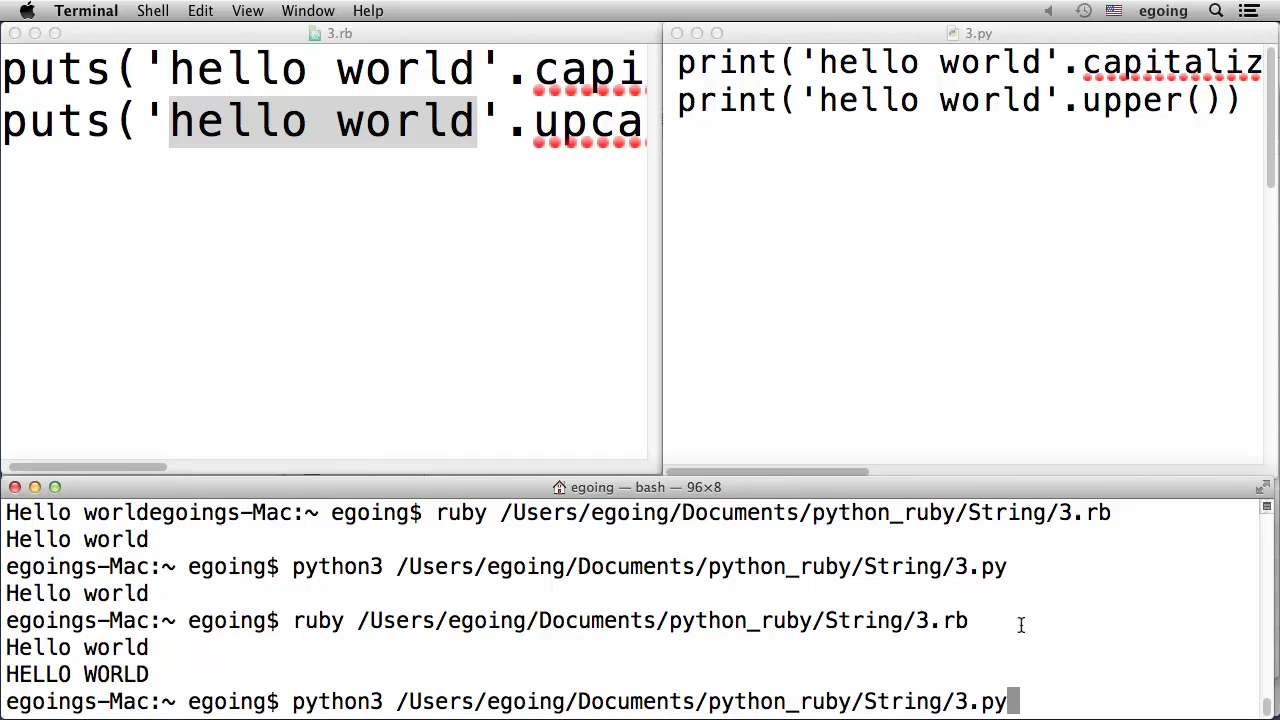 Terminal Shell Edit View Window Help egoing
3.rb
puts('hello world'.capi
puts('hello world'.upca
3.py
print('hello world'.capitaliz
print('hello world'.upper())
egoing — bash — 96×8
Hello worldegoings-Mac:~ egoing$ ruby /Users/egoing/Documents/python_ruby/String/3.rb
Hello world
egoings-Mac:~ egoing$ python3 /Users/egoing/Documents/python_ruby/String/3.py
Hello world
egoings-Mac:~ egoing$ ruby /Users/egoing/Documents/python_ruby/String/3.rb
Hello world
HELLO WORLD
egoings-Mac:~ egoing$ python3 /Users/egoing/Documents/python_ruby/String/3.py